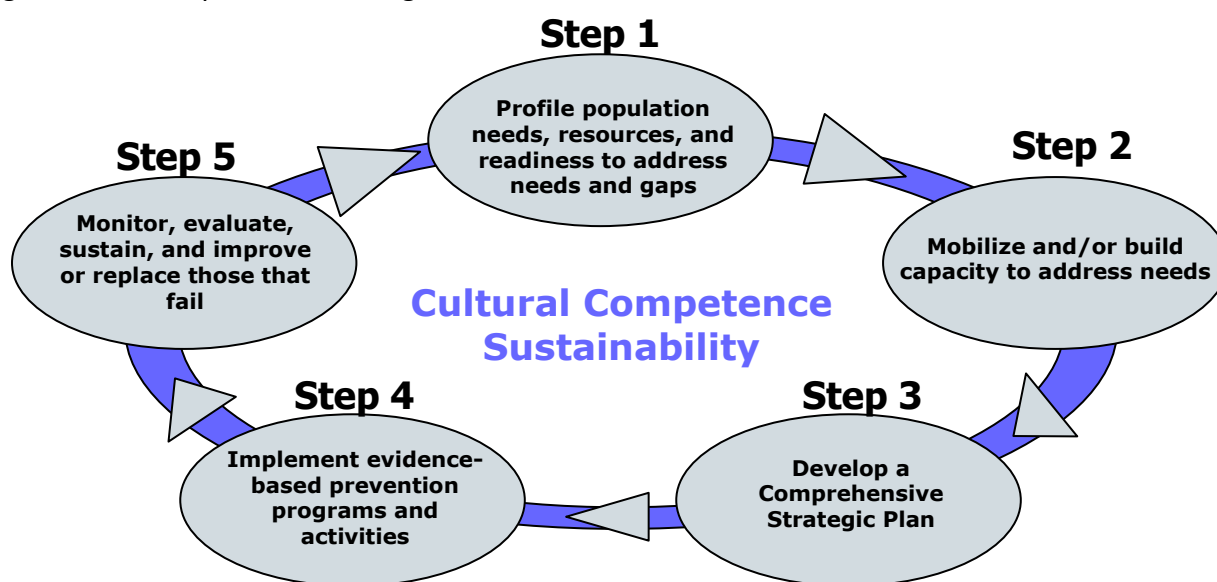 Step 1
Profile population
needs, resources, and
readiness to address
needs and gaps
Step 2
Mobilize and/or build
capacity to address needs
Step 3
Develop a
Comprehensive
Strategic Plan
Step 4
Implement evidence-
based prevention
programs and
activities
Step 5
Monitor, evaluate,
sustain, and improve
or replace those that
fail
Cultural Competence
Sustainability